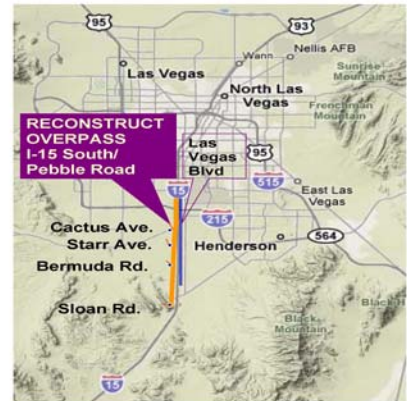 95
93
Nellis AFB
Wann
Las Vegas
Sunrise
Mountain
North Las
Vegas
Frenchman
Mountain
RECONSTRUCT
OVERPASS
I-15 South/
Pebble Road
Las
Vegas
Blvd
95
15
515
East Las
Vegas
215
Cactus Ave.
Starr Ave.
Henderson
564
Bermuda Rd.
Sloan Rd.
Black
Mountain
Black H
15